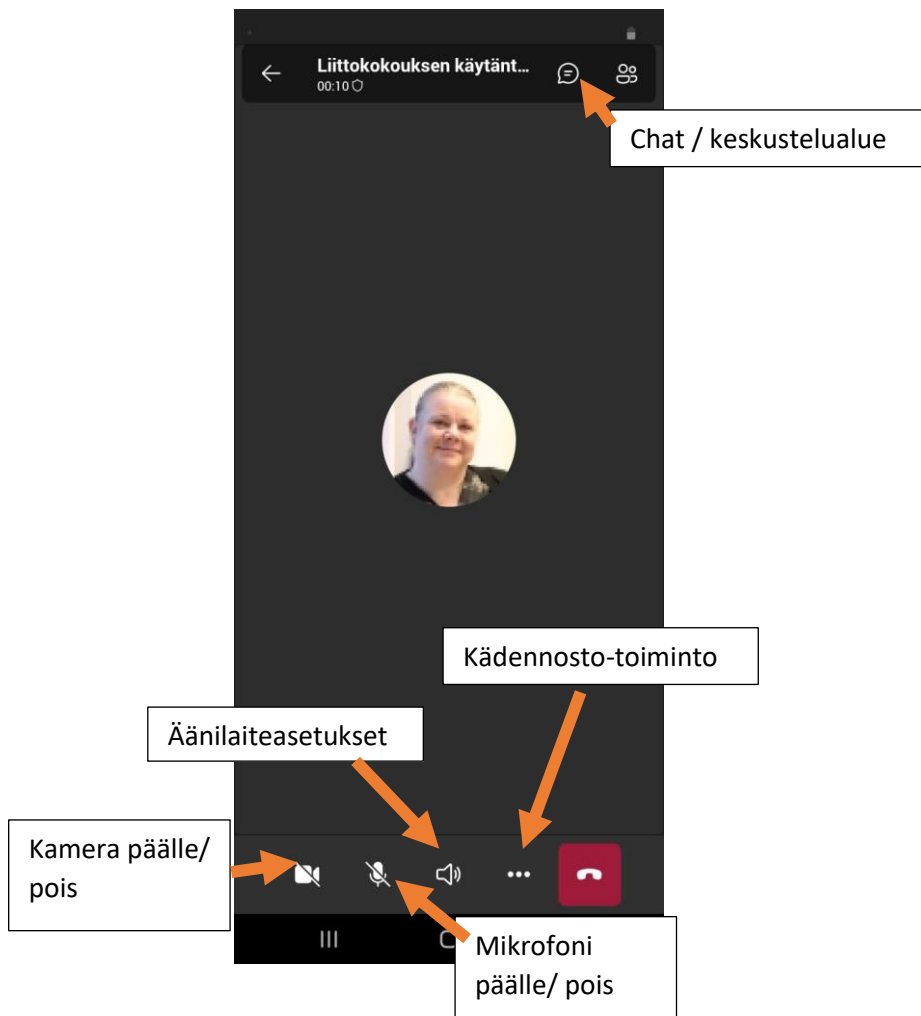 Liittokokouksen käytänt...
00:10
Chat / keskustelualue
Kädennosto-toiminto
Äänilaiteasetukset
Kamera päälle/
pois
Mikrofoni
päälle/ pois